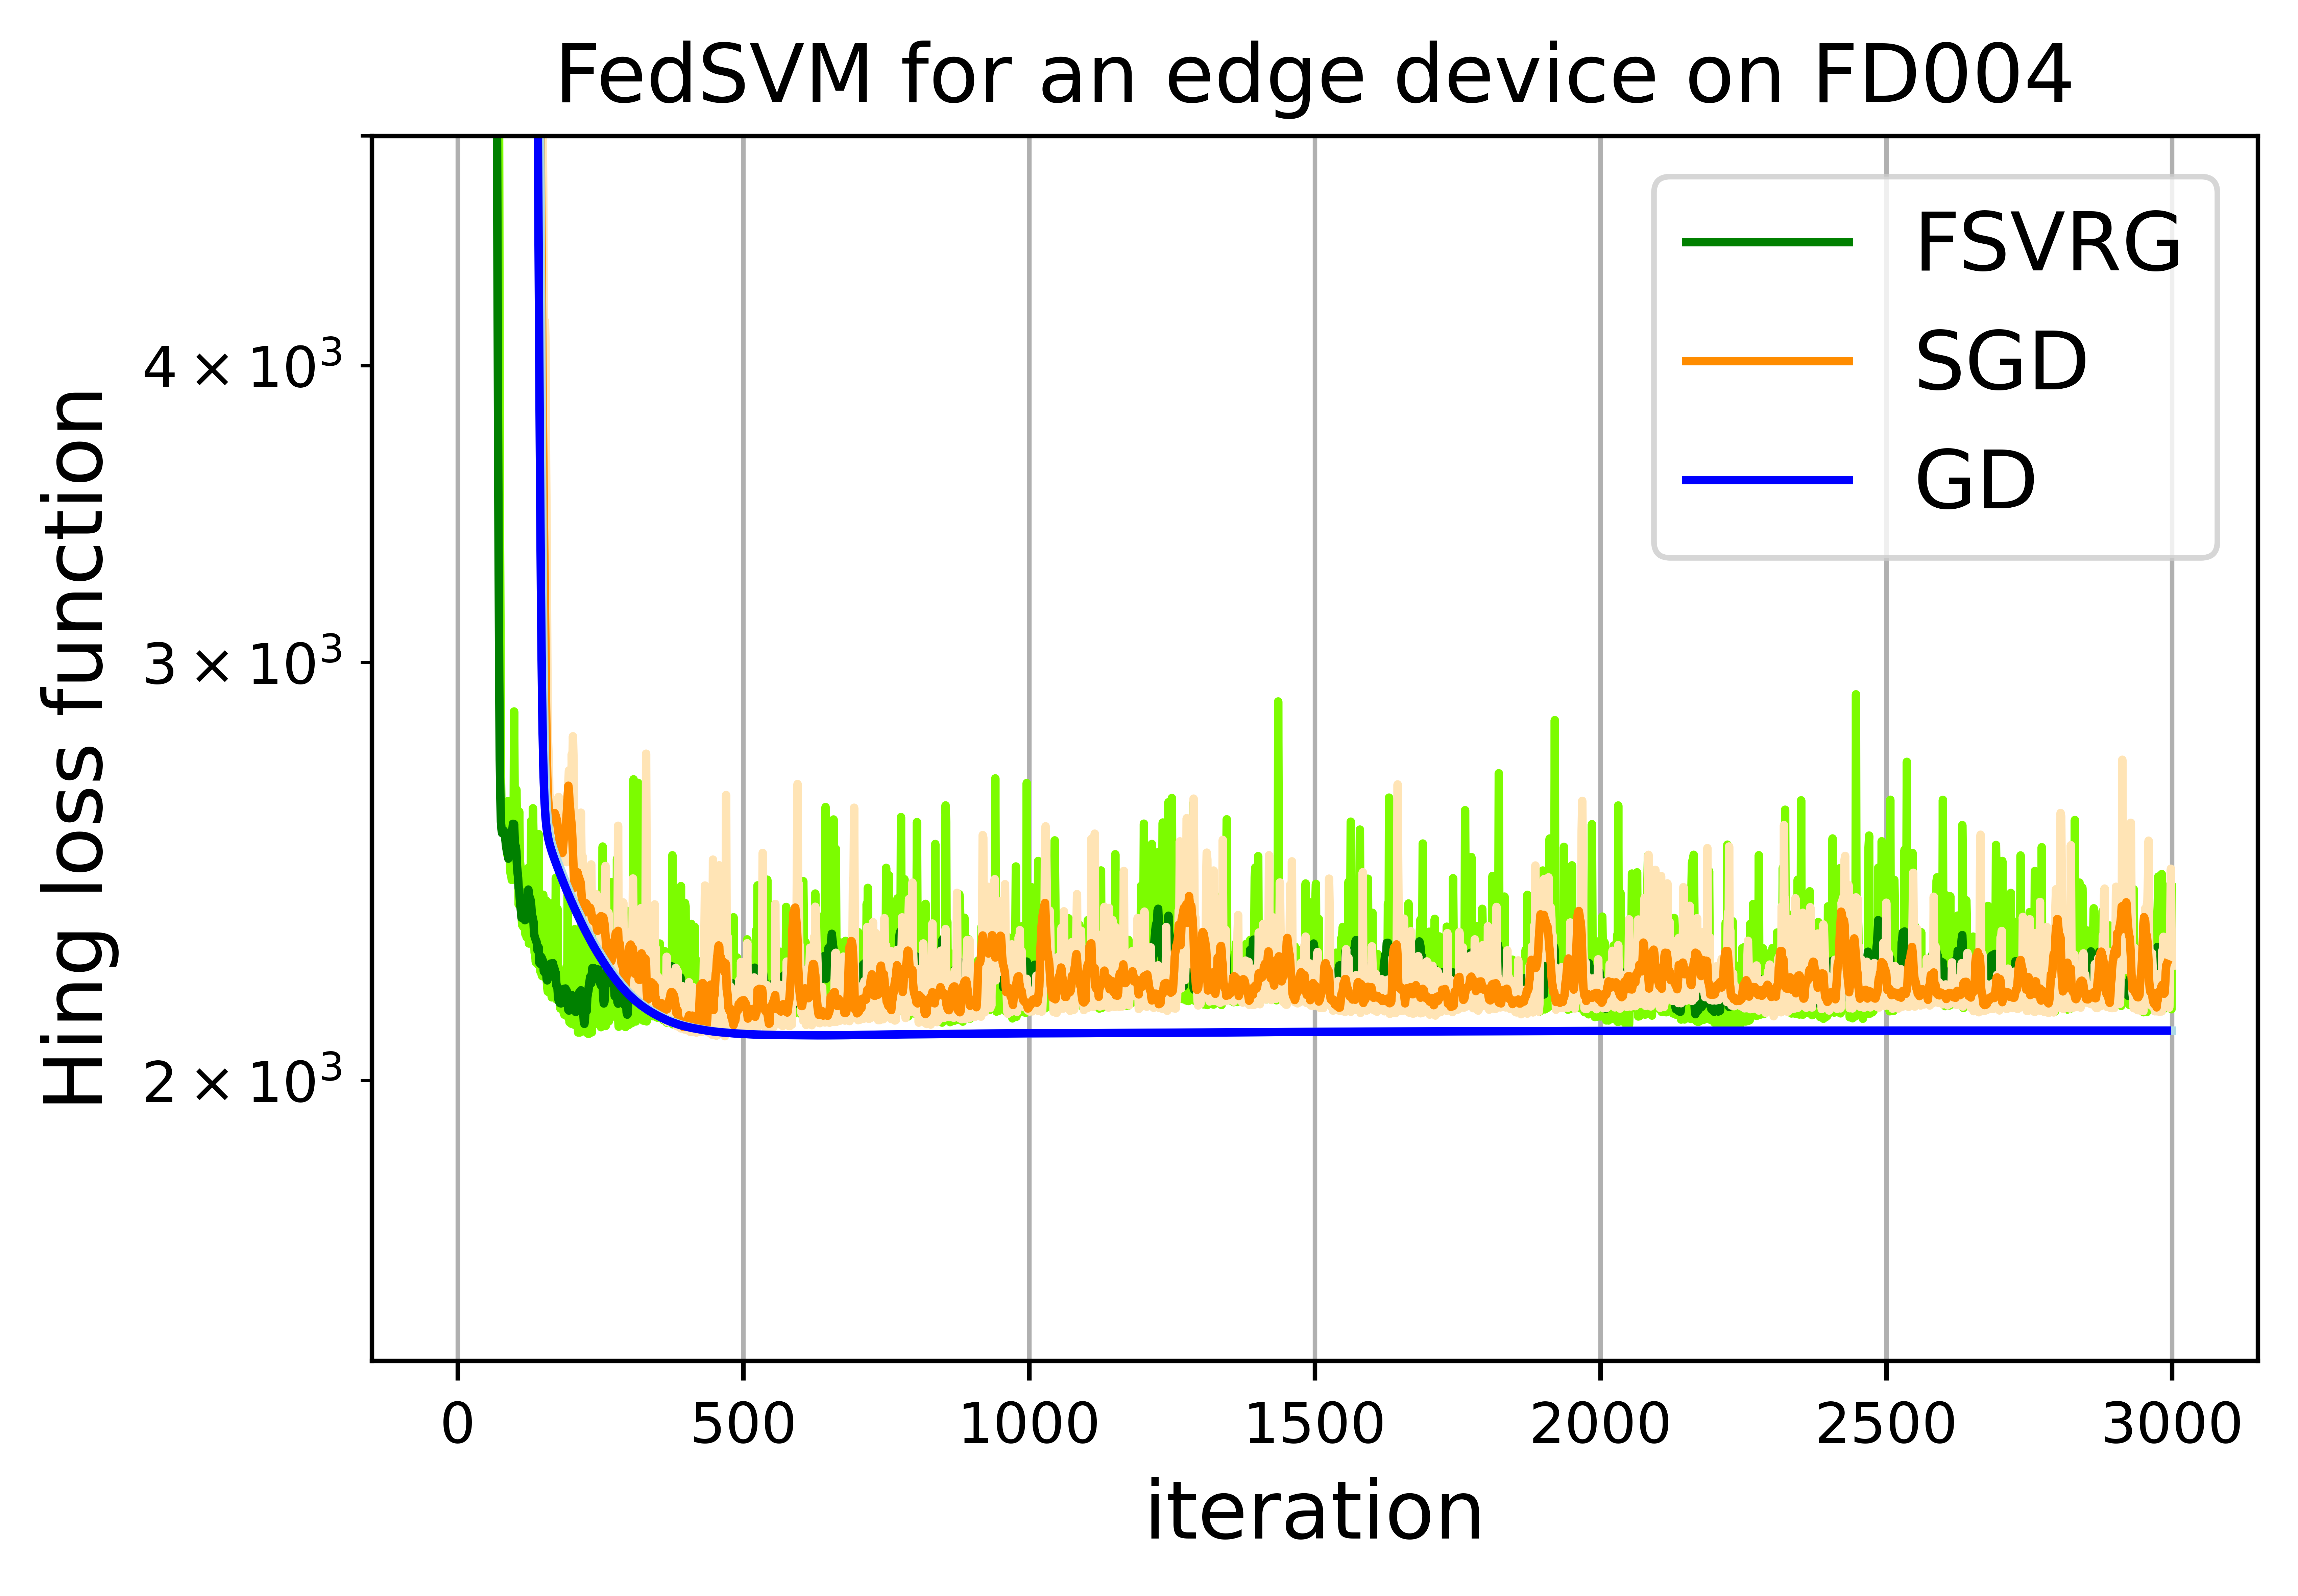 FedSVM for an edge device on FD004
FSVRG
SGD
GD
Hing loss function
4 × 10³
3 × 10³
2 × 10³
0 500 1000 1500 2000 2500 3000
iteration